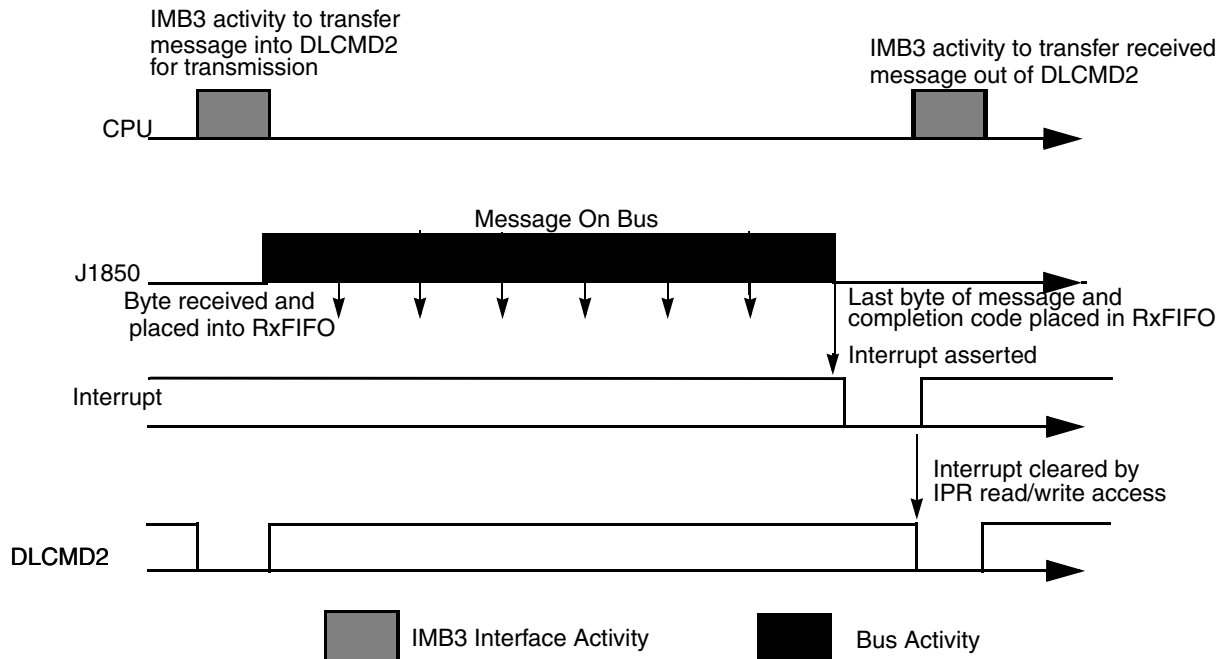 IMB3 activity to transfer
message into DLCMD2
for transmission
IMB3 activity to transfer received
message out of DLCMD2
CPU
Message On Bus
J1850
Byte received and
placed into RxFIFO
Last byte of message and
completion code placed in RxFIFO
Interrupt asserted
Interrupt
Interrupt cleared by
IPR read/write access
DLCMD2
IMB3 Interface Activity
Bus Activity